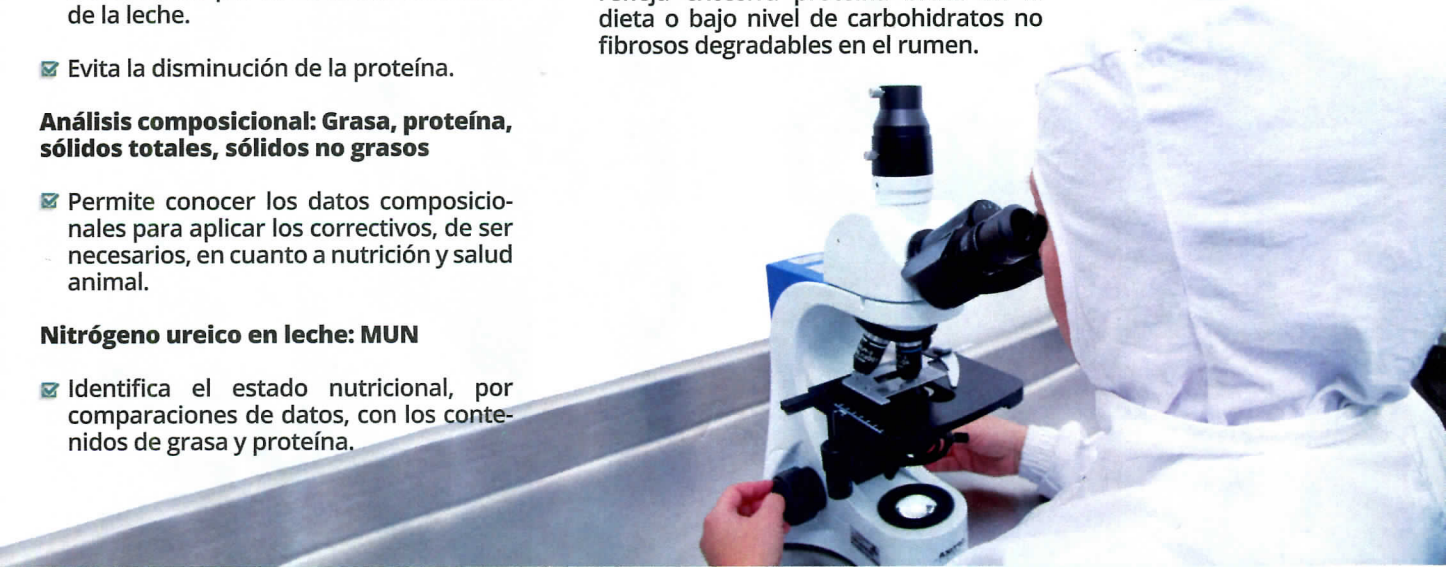 de la leche.
Evita la disminución de la proteína.
Análisis composicional: Grasa, proteína,
sólidos totales, sólidos no grasos
Permite conocer los datos composicio-
nales para aplicar los correctivos, de ser
necesarios, en cuanto a nutrición y salud
animal.
Nitrógeno ureico en leche: MUN
Identifica el estado nutricional, por
comparaciones de datos, con los conte-
nidos de grasa y proteína.
dieta o bajo nivel de carbohidratos no
fibrosos degradables en el rumen.